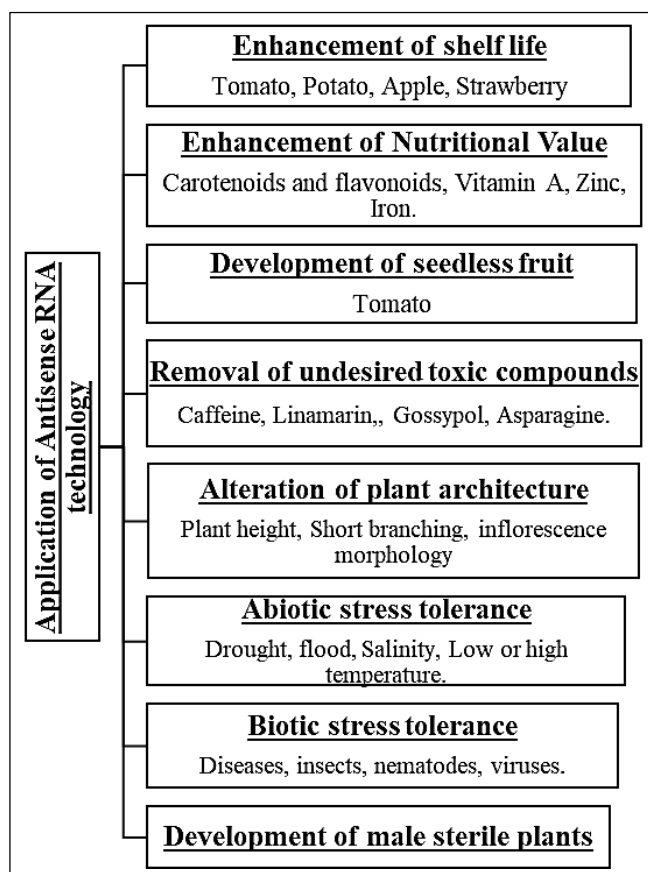 Application of Antisense RNA
technology
Enhancement of shelf life
Tomato, Potato, Apple, Strawberry
Enhancement of Nutritional Value
Carotenoids and flavonoids, Vitamin A, Zinc,
Iron.
Development of seedless fruit
Tomato
Removal of undesired toxic compounds
Caffeine, Linamarin,, Gossypol, Asparagine.
Alteration of plant architecture
Plant height, Short branching, inflorescence
morphology
Abiotic stress tolerance
Drought, flood, Salinity, Low or high
temperature.
Biotic stress tolerance
Diseases, insects, nematodes, viruses.
Development of male sterile plants